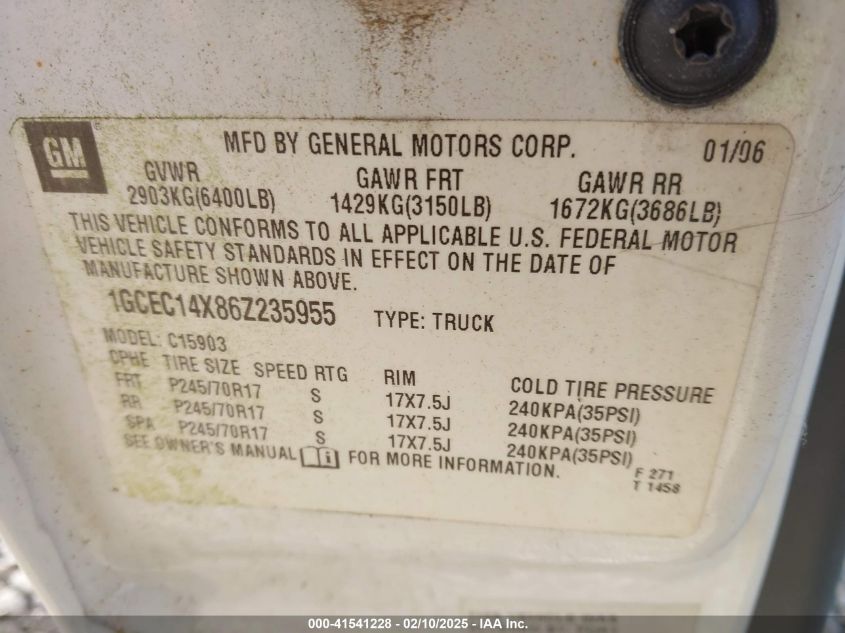 GM
MFD BY GENERAL MOTORS CORP. 01/06
GVWR GAWR FRT GAWR RR
2903KG(6400LB) 1429KG(3150LB) 1672KG(3686LB)
THIS VEHICLE CONFORMS TO ALL APPLICABLE U.S. FEDERAL MOTOR
VEHICLE SAFETY STANDARDS IN EFFECT ON THE DATE OF
MANUFACTURE SHOWN ABOVE.
1GCEC14X86Z235955 TYPE: TRUCK
MODEL: C15903
CPHE TIRE SIZE SPEED RTG RIM COLD TIRE PRESSURE
FRT P245/70R17 S 17X7.5J 240KPA(35PSI)
RR P245/70R17 S 17X7.5J 240KPA(35PSI)
SPA P245/70R17 S 17X7.5J 240KPA(35PSI)
SEE OWNER'S MANUAL FOR MORE INFORMATION.
F 271
T 1458
000-41541228 - 02/10/2025 - IAA Inc.